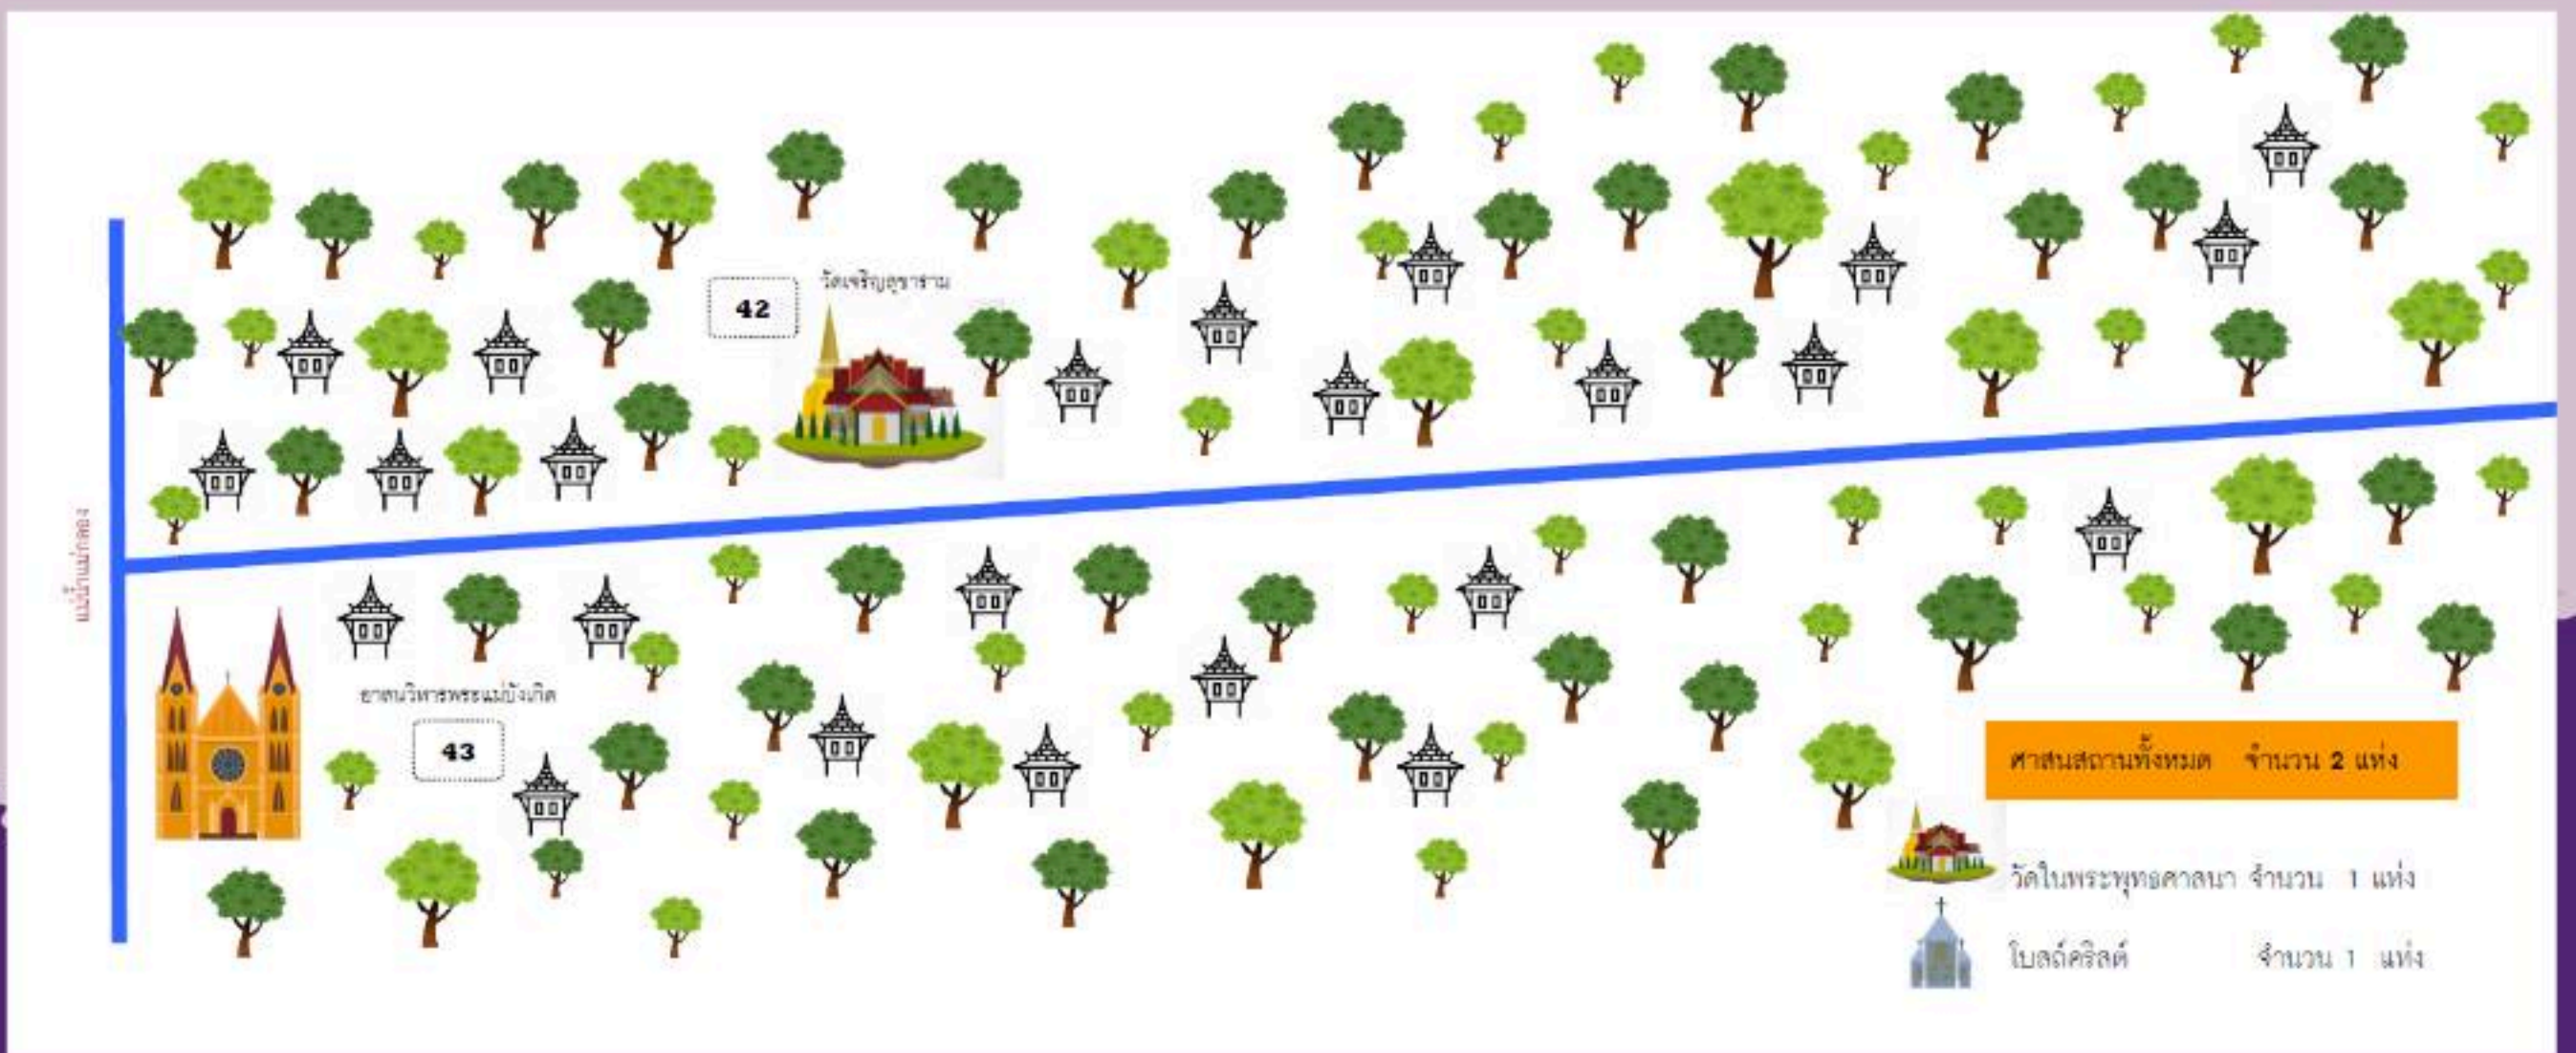 วัดเจริญสุขาราม
42
แม่น้ำแม่กลอง
อาสนวิหารพระแม่บังเกิด
43
ศาสนสถานทั้งหมด จำนวน 2 แห่ง
วัดในพระพุทธศาสนา จำนวน 1 แห่ง
โบสถ์คริสต์ จำนวน 1 แห่ง